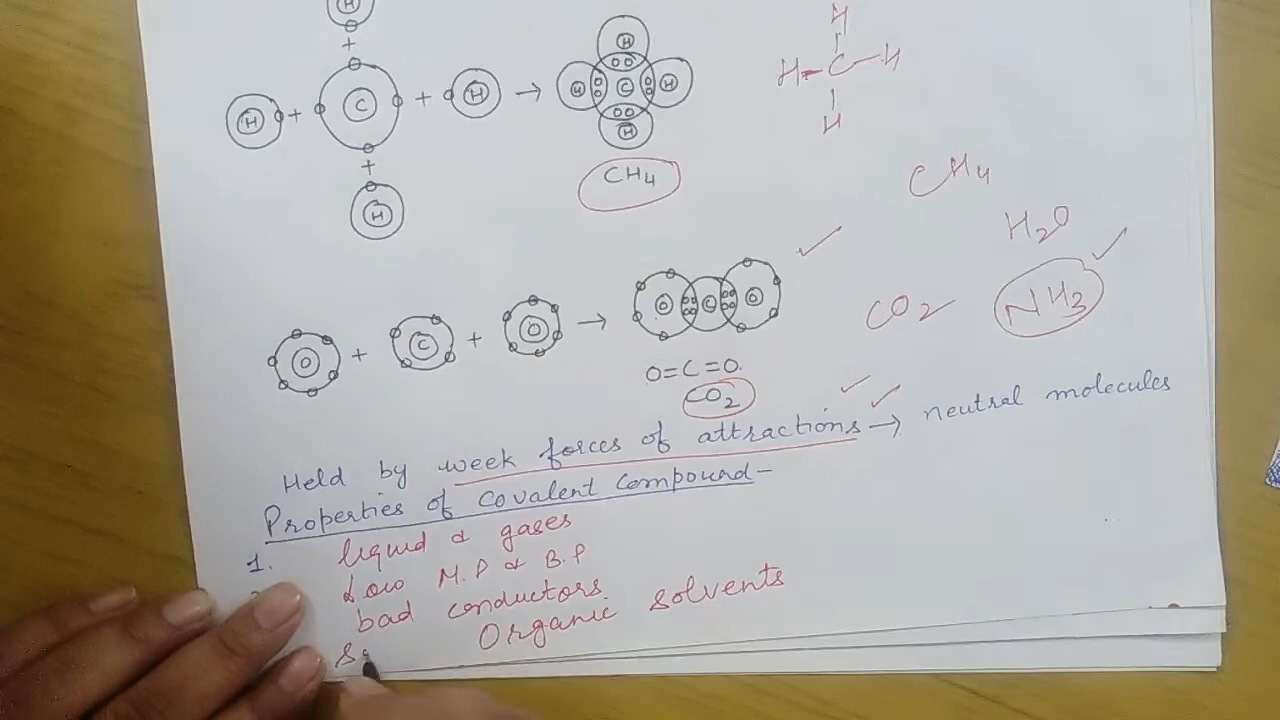 H
+
H + C + H → H H C H H
H
H-C-H
H
+
H
CH4
CH4
H2O
O + C + O → O C O
CO2
NH3
O=C=O.
CO2
Held by week forces of attractions → neutral molecules
Properties of Covalent Compound-
1. liquid & gases
Low M.P & B.P
bad conductors.
Organic solvents